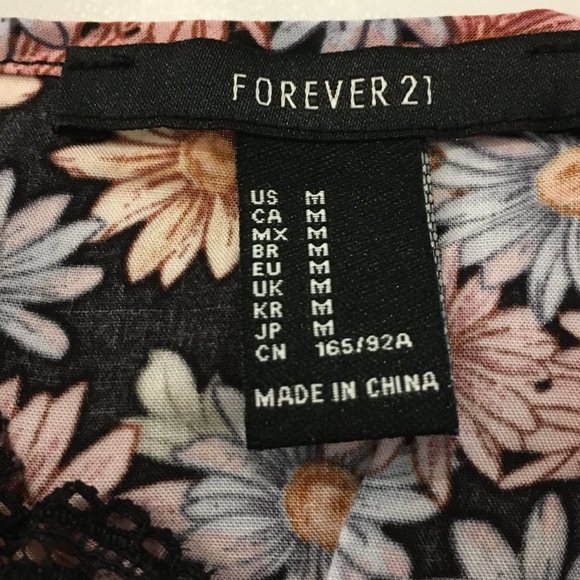 FOREVER 21
US M
CA M
MX M
BR M
EU M
UK M
KR M
JP M
CN 165/92A
MADE IN CHINA